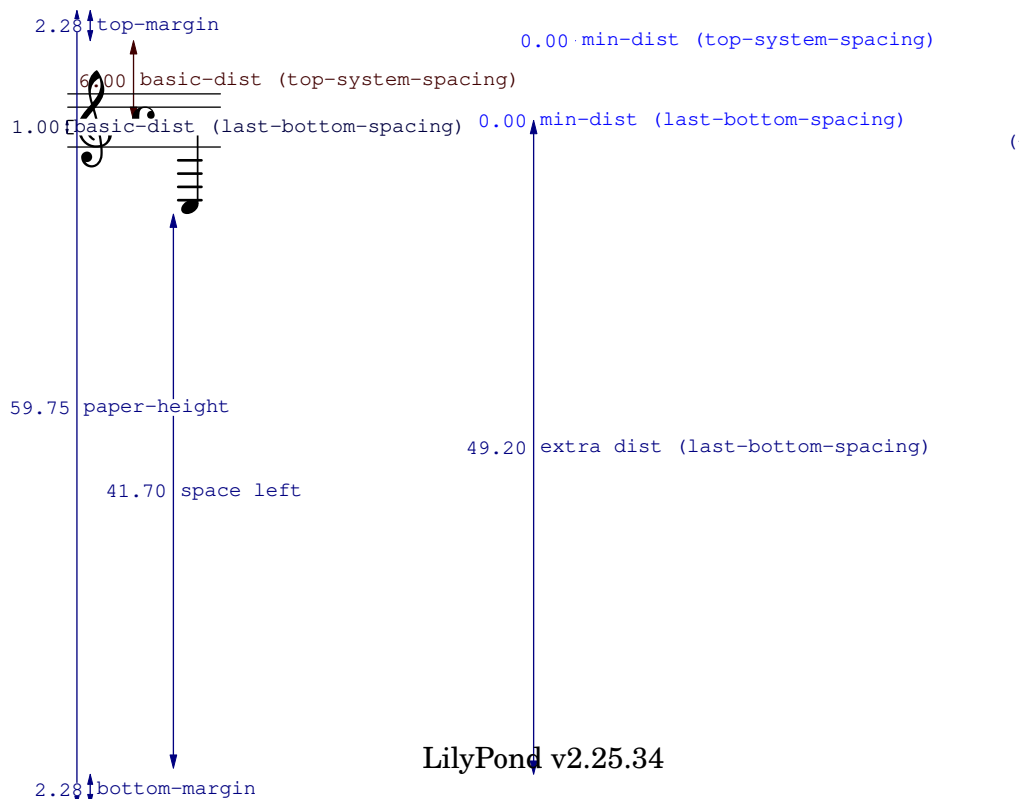 2.28 top-margin
0.00 min-dist (top-system-spacing)
6.00 basic-dist (top-system-spacing)
1.00 basic-dist (last-bottom-spacing)
0.00 min-dist (last-bottom-spacing)
(
59.75 paper-height
49.20 extra dist (last-bottom-spacing)
41.70 space left
LilyPond v2.25.34
2.28 bottom-margin